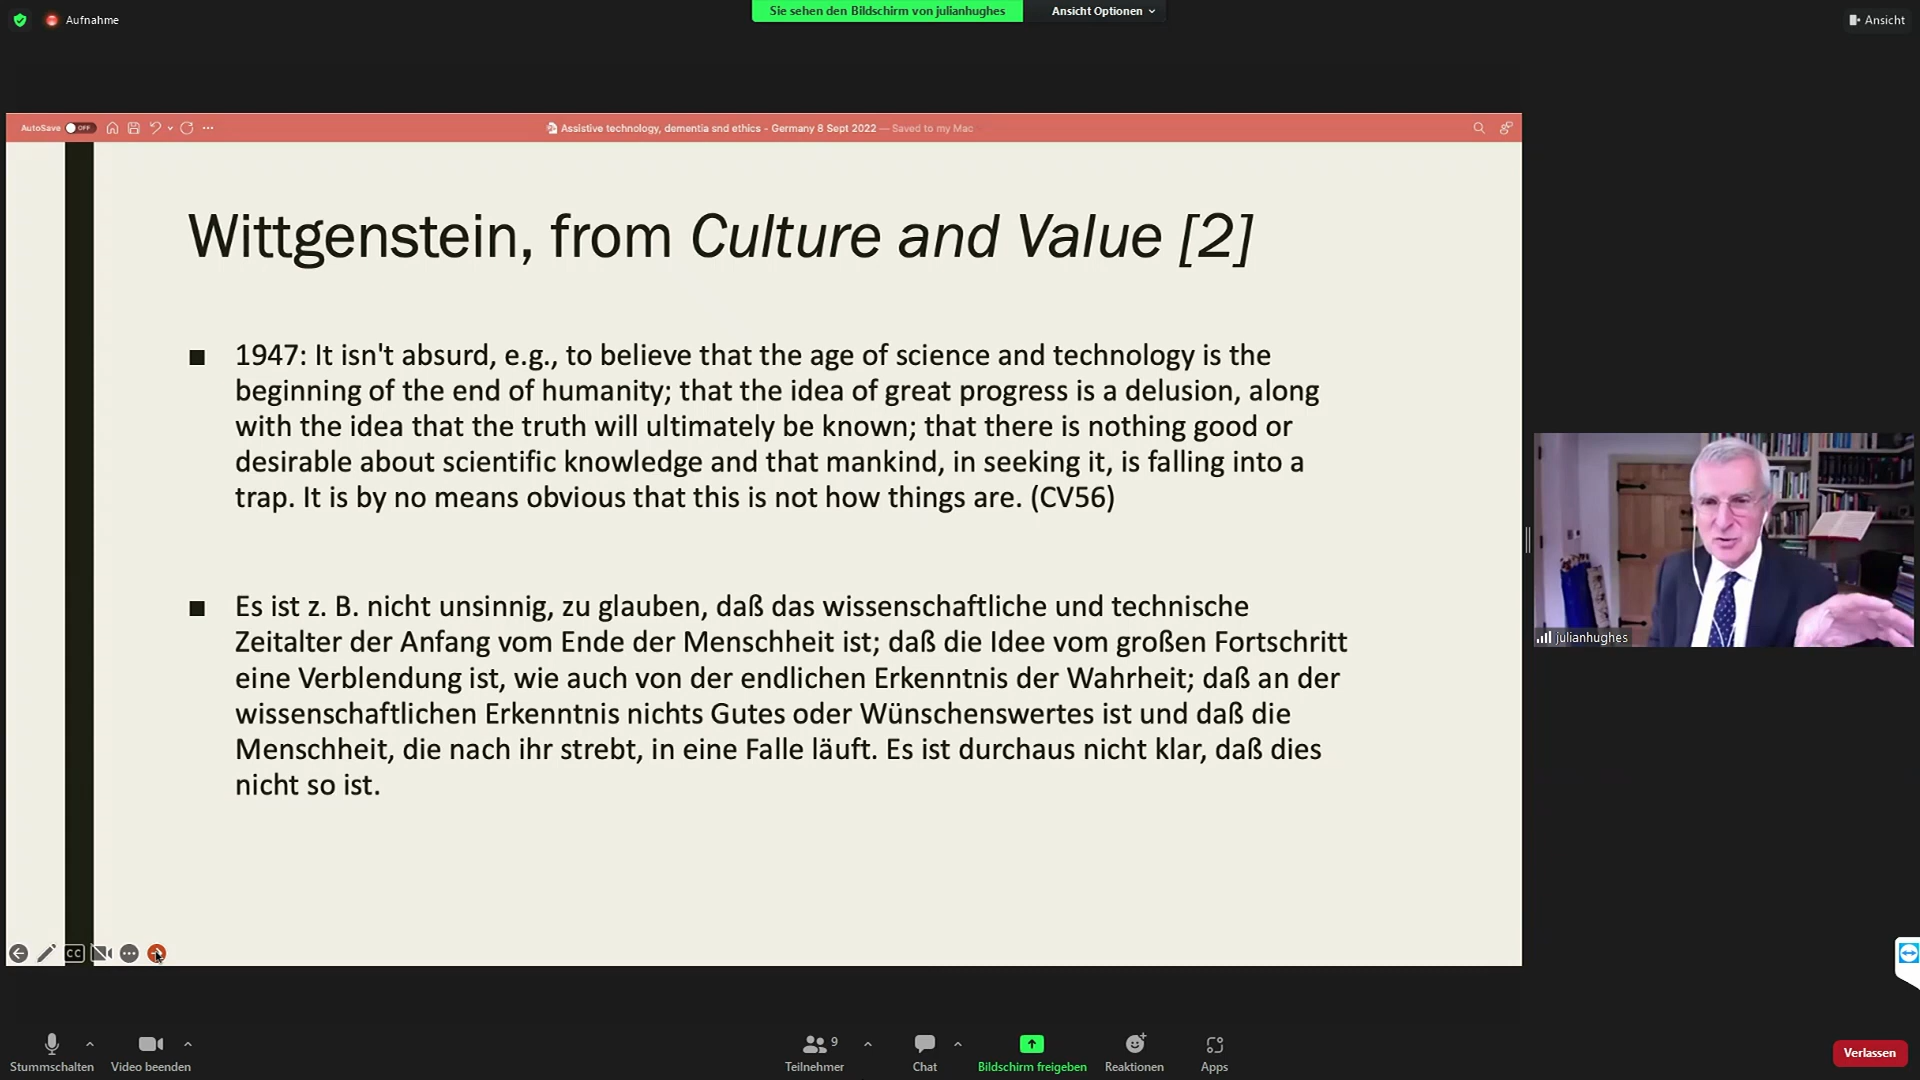 Aufnahme
Sie sehen den Bildschirm von julianhughes
Ansicht Optionen
Ansicht
AutoSave OFF
Assistive technology, dementia snd ethics - Germany 8 Sept 2022 — Saved to my Mac
Wittgenstein, from Culture and Value [2]
1947: It isn't absurd, e.g., to believe that the age of science and technology is the
beginning of the end of humanity; that the idea of great progress is a delusion, along
with the idea that the truth will ultimately be known; that there is nothing good or
desirable about scientific knowledge and that mankind, in seeking it, is falling into a
trap. It is by no means obvious that this is not how things are. (CV56)
Es ist z. B. nicht unsinnig, zu glauben, daß das wissenschaftliche und technische
Zeitalter der Anfang vom Ende der Menschheit ist; daß die Idee vom großen Fortschritt
eine Verblendung ist, wie auch von der endlichen Erkenntnis der Wahrheit; daß an der
wissenschaftlichen Erkenntnis nichts Gutes oder Wünschenswertes ist und daß die
Menschheit, die nach ihr strebt, in eine Falle läuft. Es ist durchaus nicht klar, daß dies
nicht so ist.
julianhughes
CC
Stummschalten
Video beenden
9
Teilnehmer
Chat
Bildschirm freigeben
Reaktionen
Apps
Verlassen